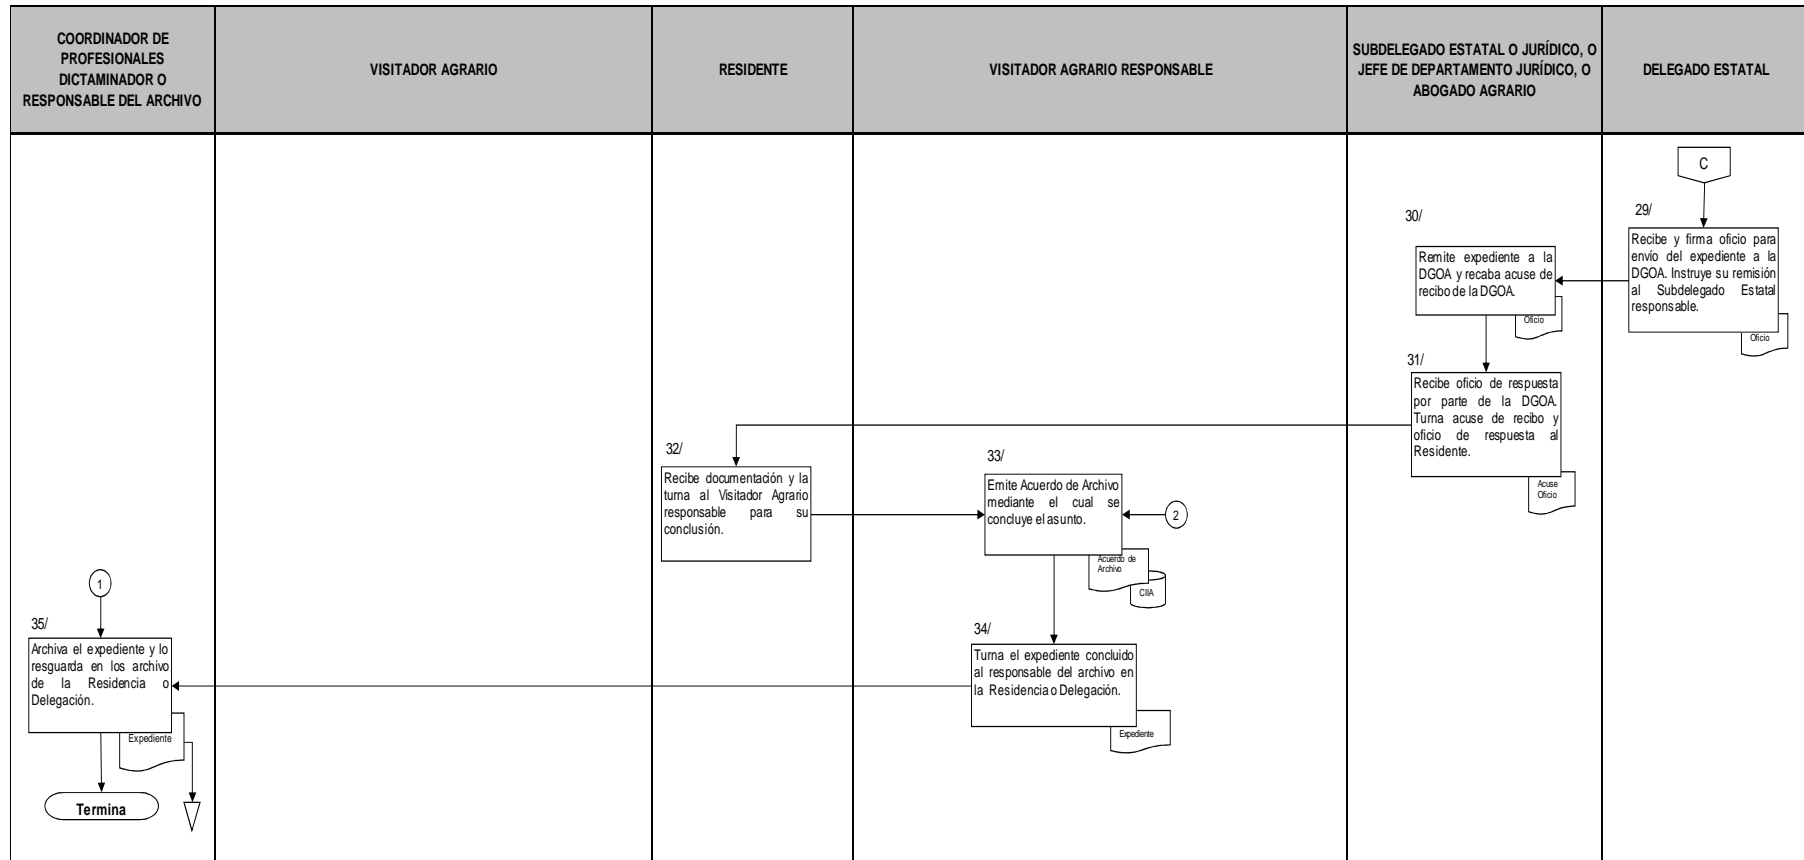 COORDINADOR DE
PROFESIONALES
DICTAMINADOR O
RESPONSABLE DEL ARCHIVO
VISITADOR AGRARIO
RESIDENTE
VISITADOR AGRARIO RESPONSABLE
SUBDELEGADO ESTATAL O JURÍDICO, O
JEFE DE DEPARTAMENTO JURÍDICO, O
ABOGADO AGRARIO
DELEGADO ESTATAL
C
29/
Recibe y firma oficio para
envío del expediente a la
DGOA. Instruye su remisión
al Subdelegado Estatal
responsable.
Oficio
30/
Remite expediente a la
DGOA y recaba acuse de
recibo de la DGOA.
Oficio
31/
Recibe oficio de respuesta
por parte de la DGOA.
Turna acuse de recibo y
oficio de respuesta al
Residente.
Acuse
Oficio
32/
Recibe documentación y la
turna al Visitador Agrario
responsable para su
conclusión.
33/
Emite Acuerdo de Archivo
mediante el cual se
concluye el asunto.
2
Acuerdo de
Archivo
CIIA
34/
Turna el expediente concluido
al responsable del archivo en
la Residencia o Delegación.
Expediente
1
35/
Archiva el expediente y lo
resguarda en los archivo
de la Residencia o
Delegación.
Expediente
Termina